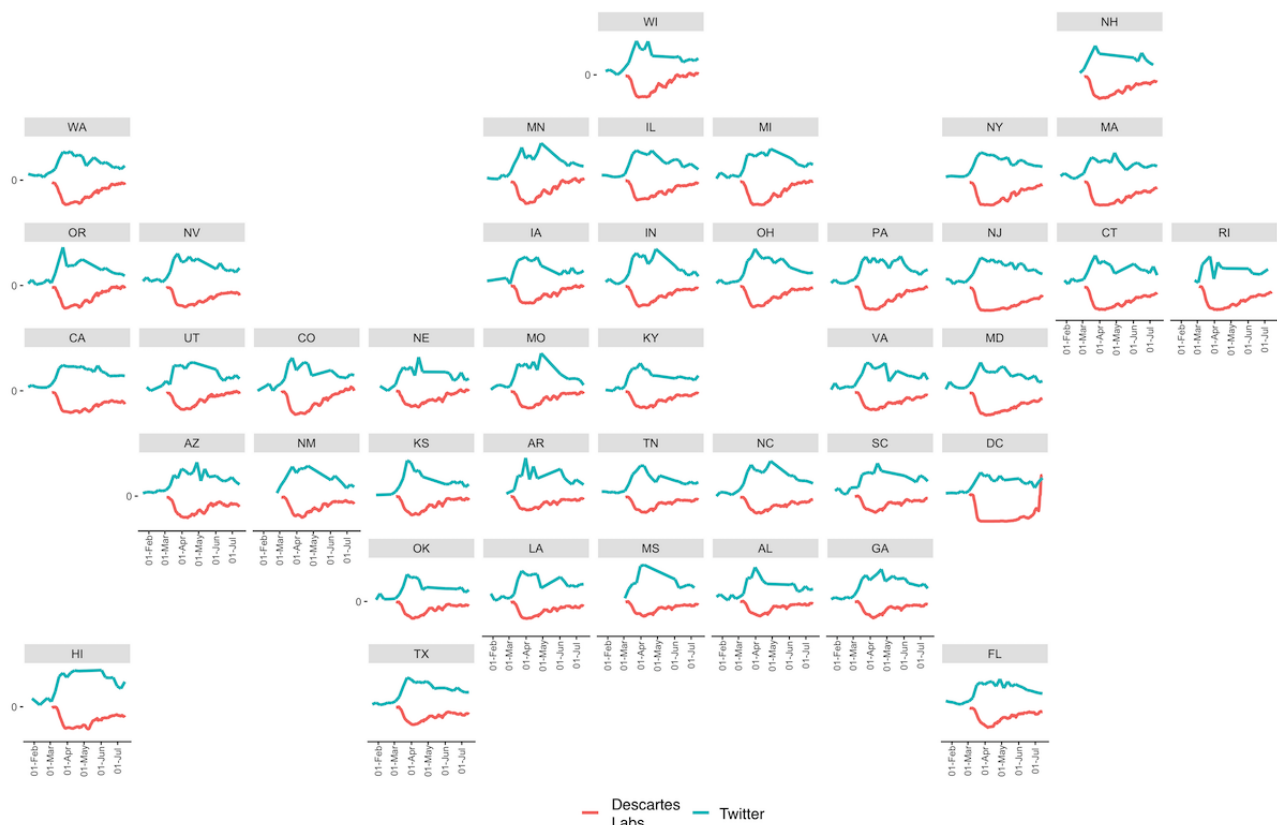 WI NH
0
WA MN IL MI NY MA
0
OR NV IA IN OH PA NJ CT RI
0
01-Feb 01-Mar 01-Apr 01-May 01-Jun 01-Jul 01-Feb 01-Mar 01-Apr 01-May 01-Jun 01-Jul
CA UT CO NE MO KY VA MD
0
AZ NM KS AR TN NC SC DC
0
01-Feb 01-Mar 01-Apr 01-May 01-Jun 01-Jul 01-Feb 01-Mar 01-Apr 01-May 01-Jun 01-Jul
OK LA MS AL GA
0
01-Feb 01-Mar 01-Apr 01-May 01-Jun 01-Jul 01-Feb 01-Mar 01-Apr 01-May 01-Jun 01-Jul 01-Feb 01-Mar 01-Apr 01-May 01-Jun 01-Jul 01-Feb 01-Mar 01-Apr 01-May 01-Jun 01-Jul
HI TX FL
0
01-Feb 01-Mar 01-Apr 01-May 01-Jun 01-Jul 01-Feb 01-Mar 01-Apr 01-May 01-Jun 01-Jul 01-Feb 01-Mar 01-Apr 01-May 01-Jun 01-Jul
Descartes
Labs Twitter